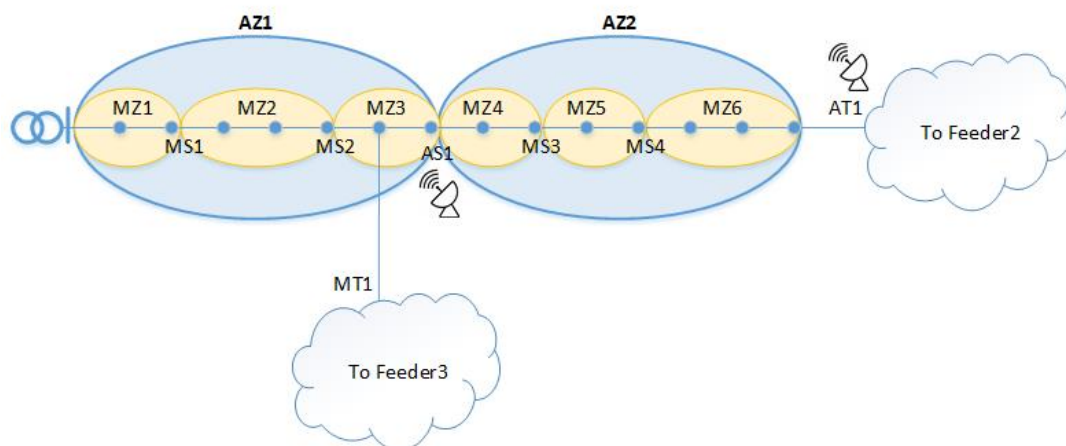 AZ1
AZ2
MZ1
MZ2
MZ3
MZ4
MZ5
MZ6
AT1
MS1
MS2
AS1
MS3
MS4
To Feeder2
MT1
To Feeder3